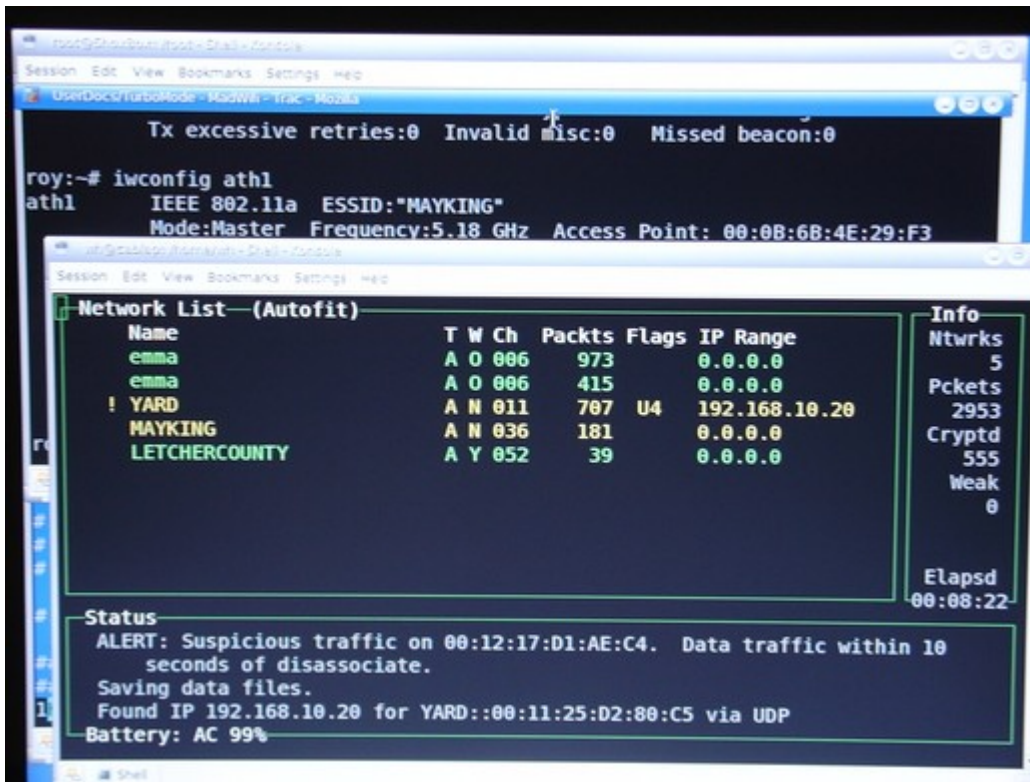 Session Edit View Bookmarks Settings Help
UserDocs/TurboMode - MadWifi - Trac - Mozilla
Tx excessive retries:0 Invalid misc:0 Missed beacon:0
roy:~# iwconfig ath1
ath1 IEEE 802.11a ESSID:"MAYKING"
Mode:Master Frequency:5.18 GHz Access Point: 00:0B:6B:4E:29:F3
Session Edit View Bookmarks Settings Help
Network List—(Autofit)
Name T W Ch Packts Flags IP Range
emma A O 006 973 0.0.0.0
emma A O 006 415 0.0.0.0
! YARD A N 011 707 U4 192.168.10.20
MAYKING A N 036 181 0.0.0.0
LETCHERCOUNTY A Y 052 39 0.0.0.0
Info
Ntwrks
5
Pckets
2953
Cryptd
555
Weak
0
Elapsd
00:08:22
Status
ALERT: Suspicious traffic on 00:12:17:D1:AE:C4. Data traffic within 10
seconds of disassociate.
Saving data files.
Found IP 192.168.10.20 for YARD::00:11:25:D2:80:C5 via UDP
Battery: AC 99%
Shell